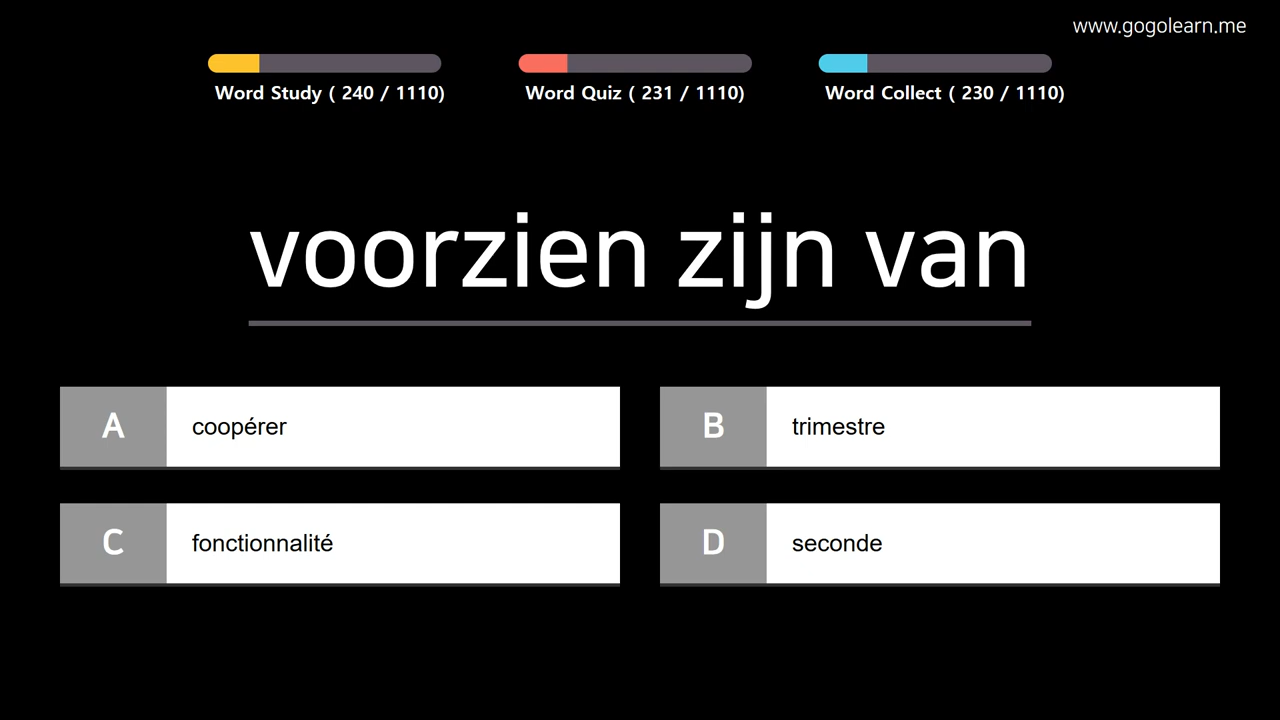 www.gogolearn.me
Word Study ( 240 / 1110)
Word Quiz ( 231 / 1110)
Word Collect ( 230 / 1110)
voorzien zijn van
A coopérer
B trimestre
C fonctionnalité
D seconde